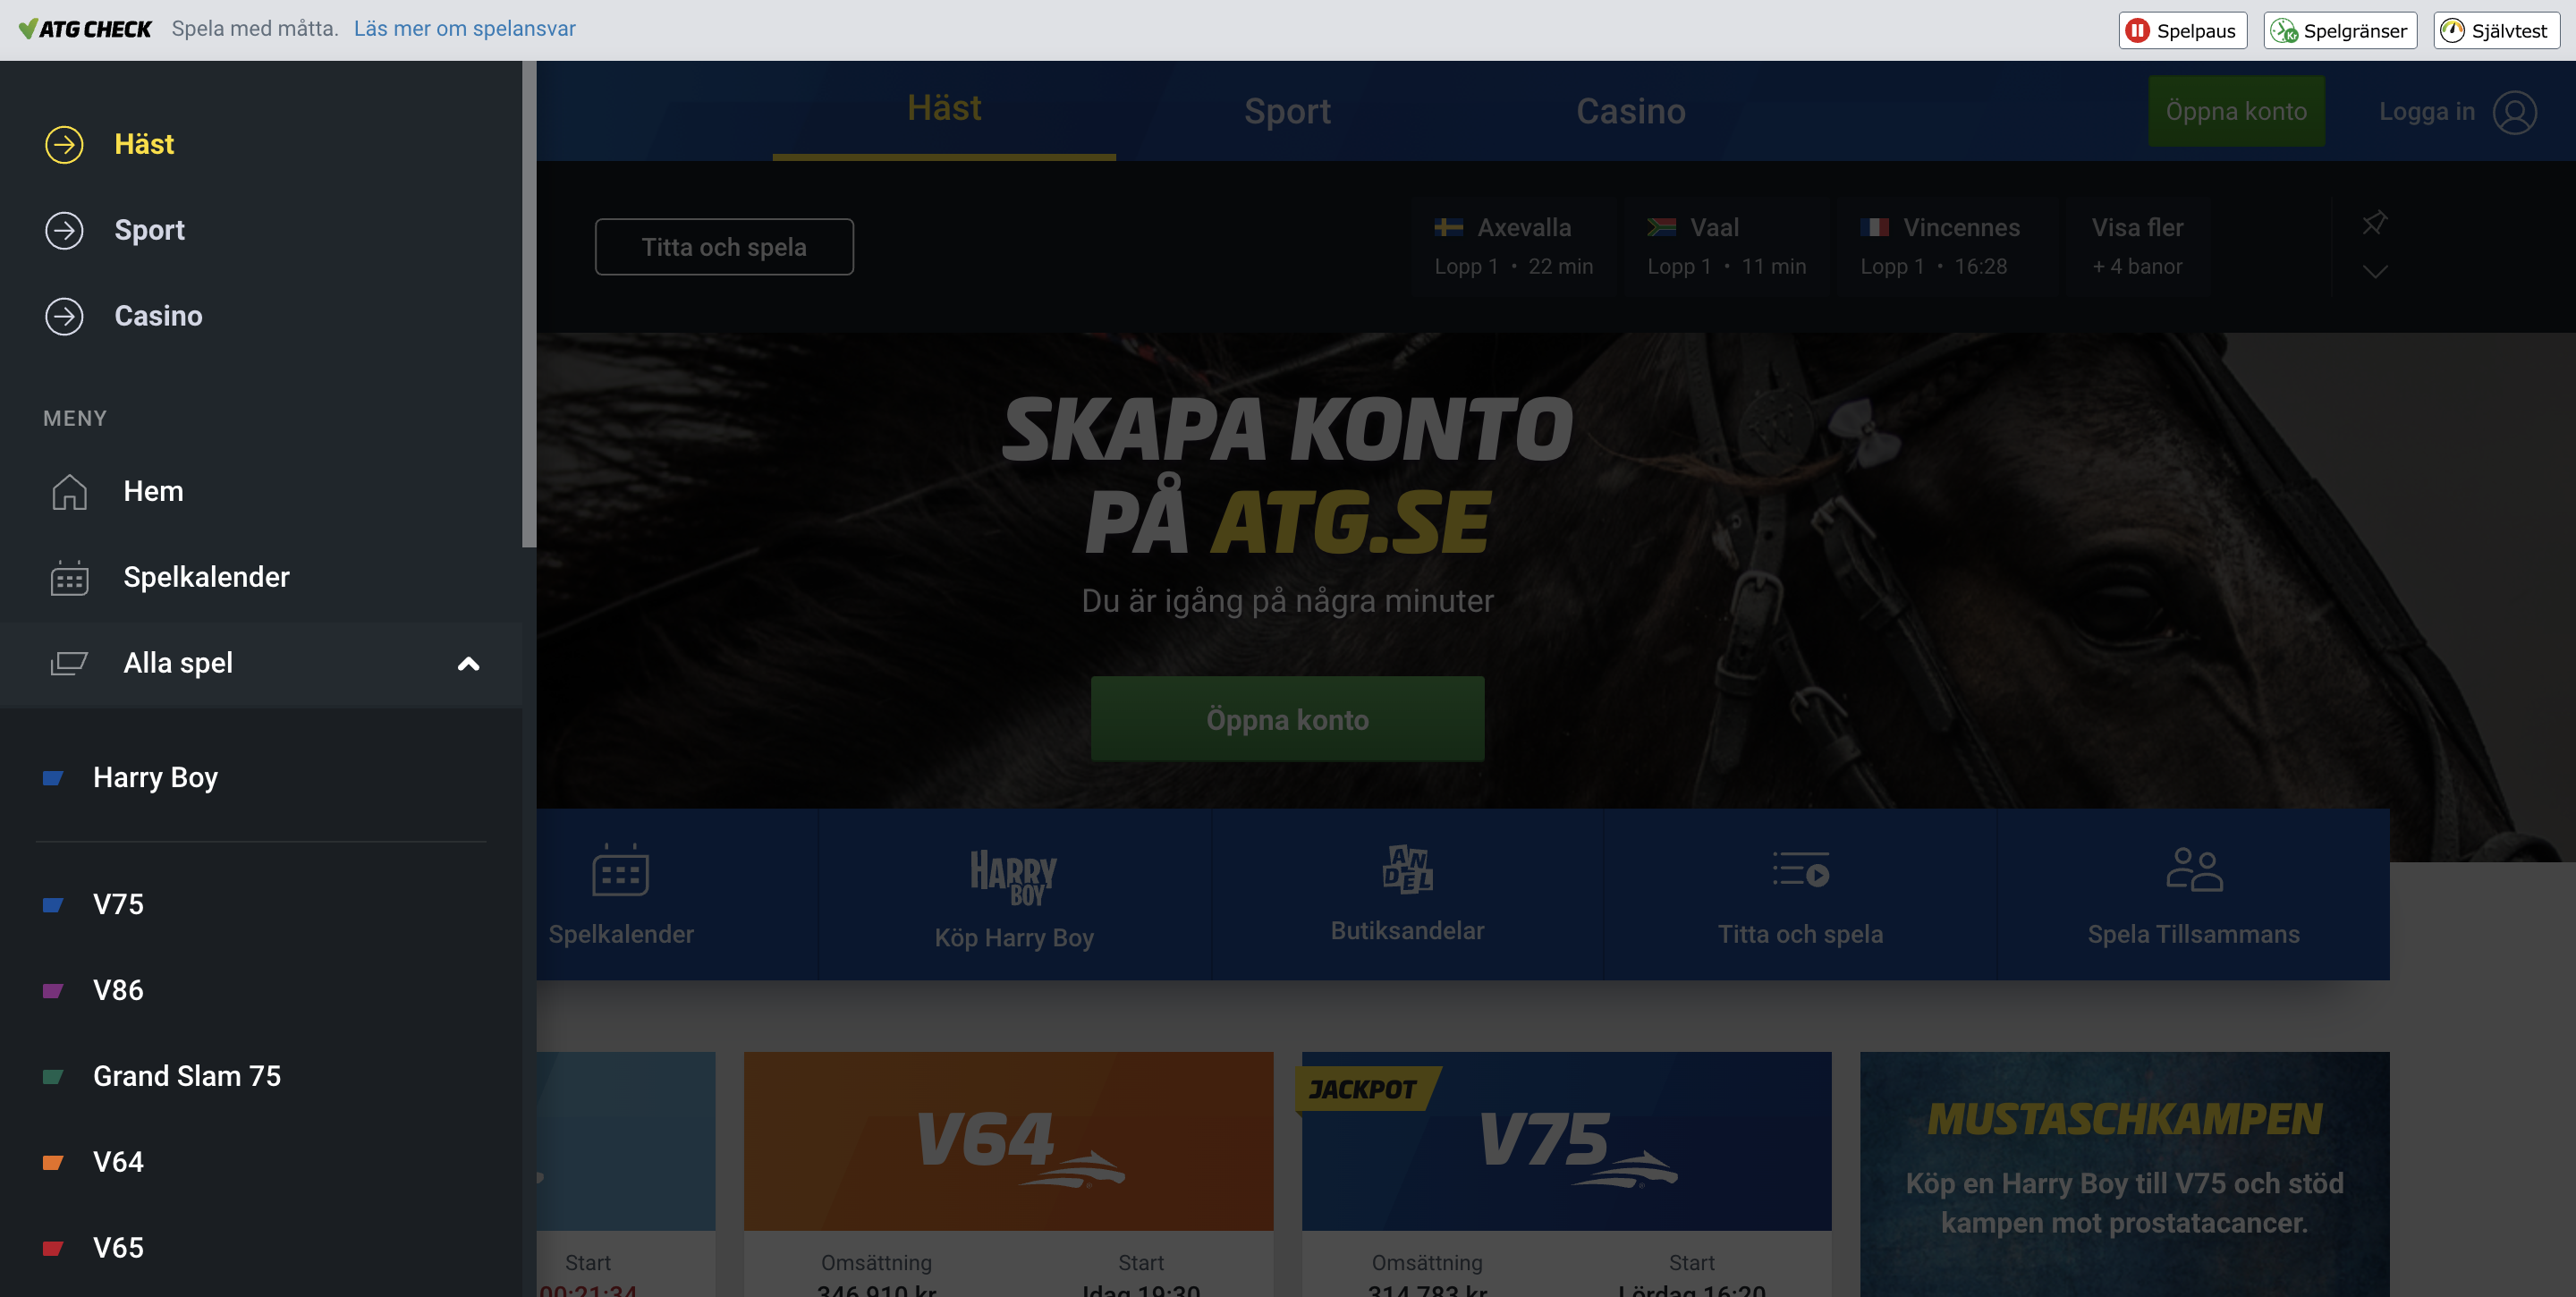 ATG CHECK Spela med måtta. Läs mer om spelansvar
Spelpaus
Spelgränser
Självtest
Häst
Sport
Casino
MENY
Hem
Spelkalender
Alla spel
Harry Boy
V75
V86
Grand Slam 75
V64
V65
Häst
Sport
Casino
Öppna konto
Logga in
Titta och spela
Axevalla
Lopp 1 • 22 min
Vaal
Lopp 1 • 11 min
Vincennes
Lopp 1 • 16:28
Visa fler
+ 4 banor
SKAPA KONTO
PÅ ATG.SE
Du är igång på några minuter
Öppna konto
Spelkalender
HARRY
BOY
Köp Harry Boy
AN
DEL
Butiksandelar
Titta och spela
Spela Tillsammans
Start
00:21:34
V64
Omsättning
346 910 kr
Start
Idag 19:30
JACKPOT
V75
Omsättning
314 783 kr
Start
Lördag 16:20
MUSTASCHKAMPEN
Köp en Harry Boy till V75 och stöd
kampen mot prostatacancer.